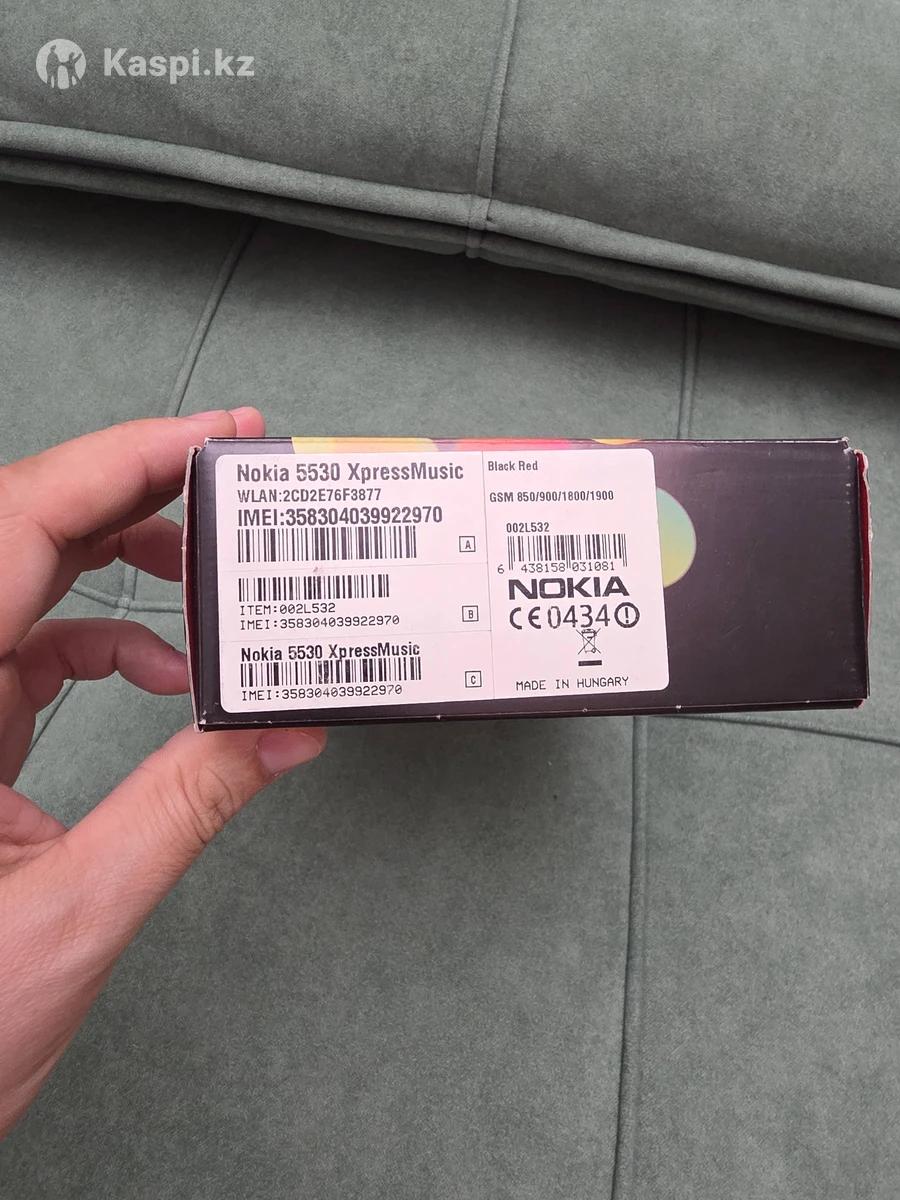 Kaspi.kz
Nokia 5530 XpressMusic
WLAN:2CD2E76F3877
IMEI:358304039922970
A
ITEM:002L532
IMEI:358304039922970
B
Nokia 5530 XpressMusic
IMEI:358304039922970
C
Black Red
GSM 850/900/1800/1900
002L532
6 438158 031081
NOKIA
CE0434
MADE IN HUNGARY